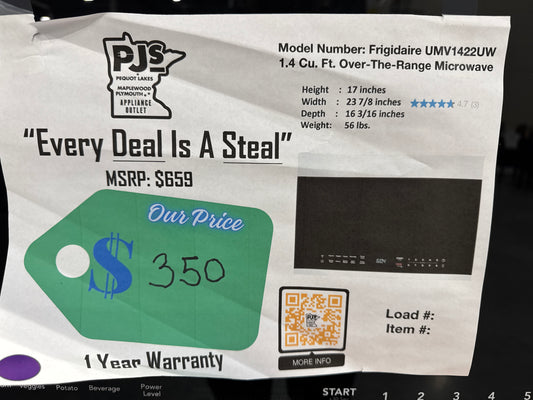 PJ's
PEQUOT LAKES
MAPLEWOOD
PLYMOUTH
APPLIANCE
OUTLET
Model Number: Frigidaire UMV1422UW
1.4 Cu. Ft. Over-The-Range Microwave
Height : 17 inches
Width : 23 7/8 inches
4.7 (3)
Depth : 16 3/16 inches
Weight: 56 lbs.
"Every Deal Is A Steal"
MSRP: $659
Our Price
$ 350
1 Year Warranty
MORE INFO
Load #:
Item #:
Veggies Potato Beverage Power
Level
START 1 2 3 4 5